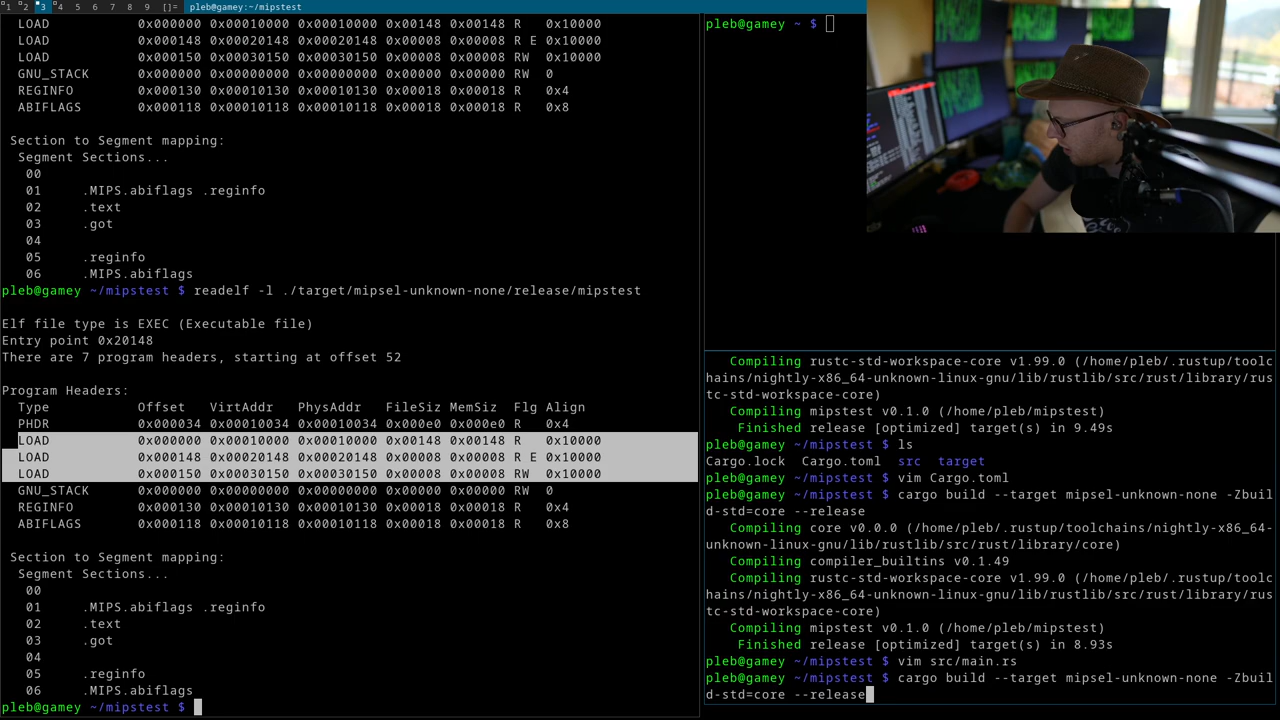 1 2 3 4 5 6 7 8 9 []= pleb@gamey:~/mipstest
LOAD 0x000000 0x00010000 0x00010000 0x00148 0x00148 R 0x10000
LOAD 0x000148 0x00020148 0x00020148 0x00008 0x00008 R E 0x10000
LOAD 0x000150 0x00030150 0x00030150 0x00008 0x00008 RW 0x10000
GNU_STACK 0x000000 0x00000000 0x00000000 0x00000 0x00000 RW 0
REGINFO 0x000130 0x00010130 0x00010130 0x00018 0x00018 R 0x4
ABIFLAGS 0x000118 0x00010118 0x00010118 0x00018 0x00018 R 0x8
Section to Segment mapping:
Segment Sections...
00
01 .MIPS.abiflags .reginfo
02 .text
03 .got
04
05 .reginfo
06 .MIPS.abiflags
pleb@gamey ~/mipstest $ readelf -l ./target/mipsel-unknown-none/release/mipstest
Elf file type is EXEC (Executable file)
Entry point 0x20148
There are 7 program headers, starting at offset 52
Program Headers:
Type Offset VirtAddr PhysAddr FileSiz MemSiz Flg Align
PHDR 0x000034 0x00010034 0x00010034 0x000e0 0x000e0 R 0x4
LOAD 0x000000 0x00010000 0x00010000 0x00148 0x00148 R 0x10000
LOAD 0x000148 0x00020148 0x00020148 0x00008 0x00008 R E 0x10000
LOAD 0x000150 0x00030150 0x00030150 0x00008 0x00008 RW 0x10000
GNU_STACK 0x000000 0x00000000 0x00000000 0x00000 0x00000 RW 0
REGINFO 0x000130 0x00010130 0x00010130 0x00018 0x00018 R 0x4
ABIFLAGS 0x000118 0x00010118 0x00010118 0x00018 0x00018 R 0x8
Section to Segment mapping:
Segment Sections...
00
01 .MIPS.abiflags .reginfo
02 .text
03 .got
04
05 .reginfo
06 .MIPS.abiflags
pleb@gamey ~/mipstest $
pleb@gamey ~ $
Compiling rustc-std-workspace-core v1.99.0 (/home/pleb/.rustup/toolc
hains/nightly-x86_64-unknown-linux-gnu/lib/rustlib/src/rust/library/rus
tc-std-workspace-core)
Compiling mipstest v0.1.0 (/home/pleb/mipstest)
Finished release [optimized] target(s) in 9.49s
pleb@gamey ~/mipstest $ ls
Cargo.lock Cargo.toml src target
pleb@gamey ~/mipstest $ vim Cargo.toml
pleb@gamey ~/mipstest $ cargo build --target mipsel-unknown-none -Zbuil
d-std=core --release
Compiling core v0.0.0 (/home/pleb/.rustup/toolchains/nightly-x86_64-
unknown-linux-gnu/lib/rustlib/src/rust/library/core)
Compiling compiler_builtins v0.1.49
Compiling rustc-std-workspace-core v1.99.0 (/home/pleb/.rustup/toolc
hains/nightly-x86_64-unknown-linux-gnu/lib/rustlib/src/rust/library/rus
tc-std-workspace-core)
Compiling mipstest v0.1.0 (/home/pleb/mipstest)
Finished release [optimized] target(s) in 8.93s
pleb@gamey ~/mipstest $ vim src/main.rs
pleb@gamey ~/mipstest $ cargo build --target mipsel-unknown-none -Zbuil
d-std=core --release